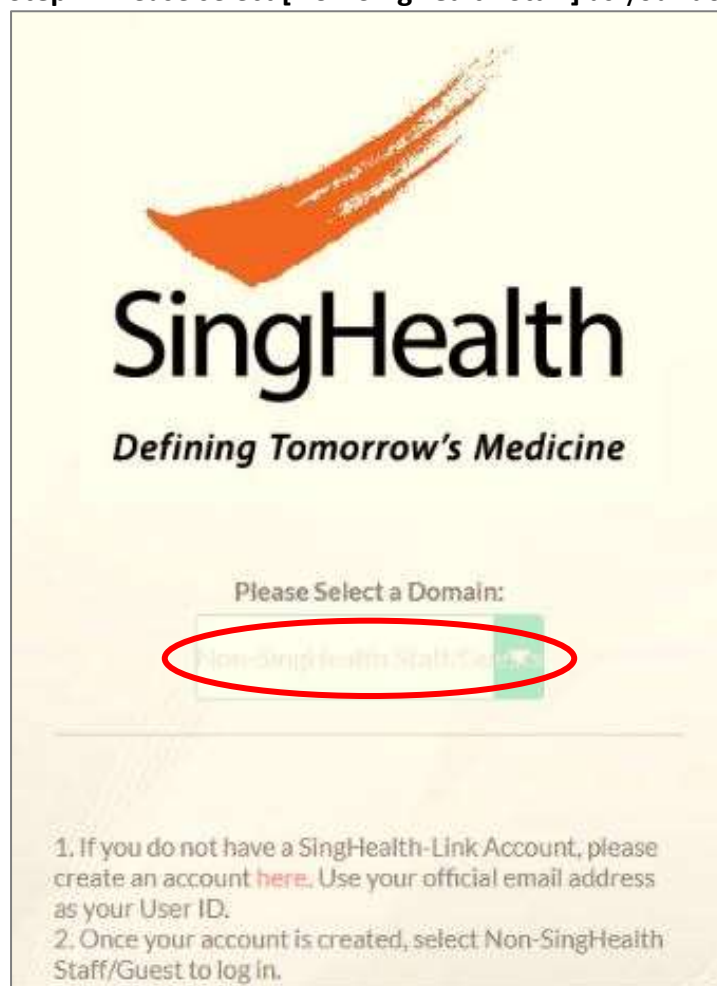 SingHealth
Defining Tomorrow's Medicine
Please Select a Domain:
Non-SingHealth Staff/
1. If you do not have a SingHealth-Link Account, please
create an account here. Use your official email address
as your User ID.
2. Once your account is created, select Non-SingHealth
Staff/Guest to log in.